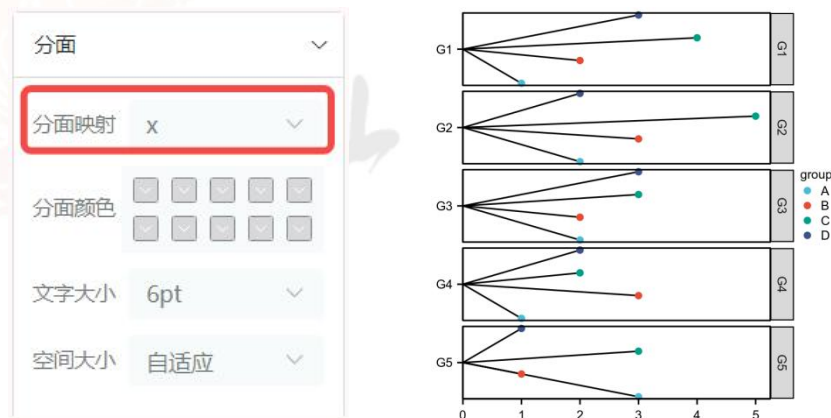 分面
分面映射 x
分面颜色
文字大小 6pt
空间大小 自适应
G1 G1
G2 G2
G3 G3
G4 G4
G5 G5
group
A
B
C
D
0 1 2 3 4 5